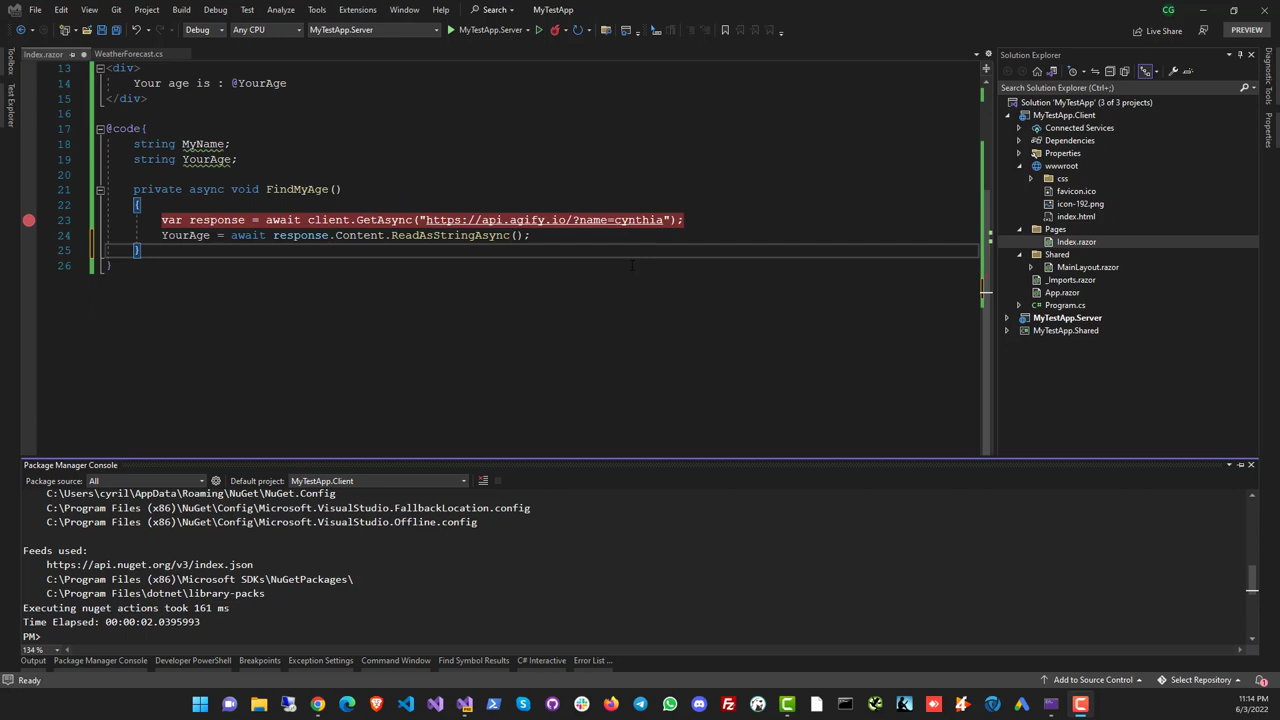 File Edit View Git Project Build Debug Test Analyze Tools Extensions Window Help Search MyTestApp CG
Debug Any CPU MyTestApp.Server MyTestApp.Server Live Share PREVIEW
Index.razor WeatherForecast.cs
Toolbox
Test Explorer
13 <div>
14 Your age is : @YourAge
15 </div>
16
17 @code{
18 string MyName;
19 string YourAge;
20
21 private async void FindMyAge()
22 {
23 var response = await client.GetAsync("https://api.agify.io/?name=cynthia");
24 YourAge = await response.Content.ReadAsStringAsync();
25 }
26 }
Solution Explorer
Search Solution Explorer (Ctrl+;)
Solution 'MyTestApp' (3 of 3 projects)
MyTestApp.Client
Connected Services
Dependencies
Properties
wwwroot
css
favicon.ico
icon-192.png
index.html
Pages
Index.razor
Shared
MainLayout.razor
_Imports.razor
App.razor
C# Program.cs
MyTestApp.Server
C# MyTestApp.Shared
Diagnostic Tools
Properties
Package Manager Console
Package source: All Default project: MyTestApp.Client
C:\Users\cyril\AppData\Roaming\NuGet\NuGet.Config
C:\Program Files (x86)\NuGet\Config\Microsoft.VisualStudio.FallbackLocation.config
C:\Program Files (x86)\NuGet\Config\Microsoft.VisualStudio.Offline.config
Feeds used:
https://api.nuget.org/v3/index.json
C:\Program Files (x86)\Microsoft SDKs\NuGetPackages\
C:\Program Files\dotnet\library-packs
Executing nuget actions took 161 ms
Time Elapsed: 00:00:02.0395993
PM>
134 %
Output Package Manager Console Developer PowerShell Breakpoints Exception Settings Command Window Find Symbol Results C# Interactive Error List ...
Ready Add to Source Control Select Repository 1
11:14 PM
6/3/2022